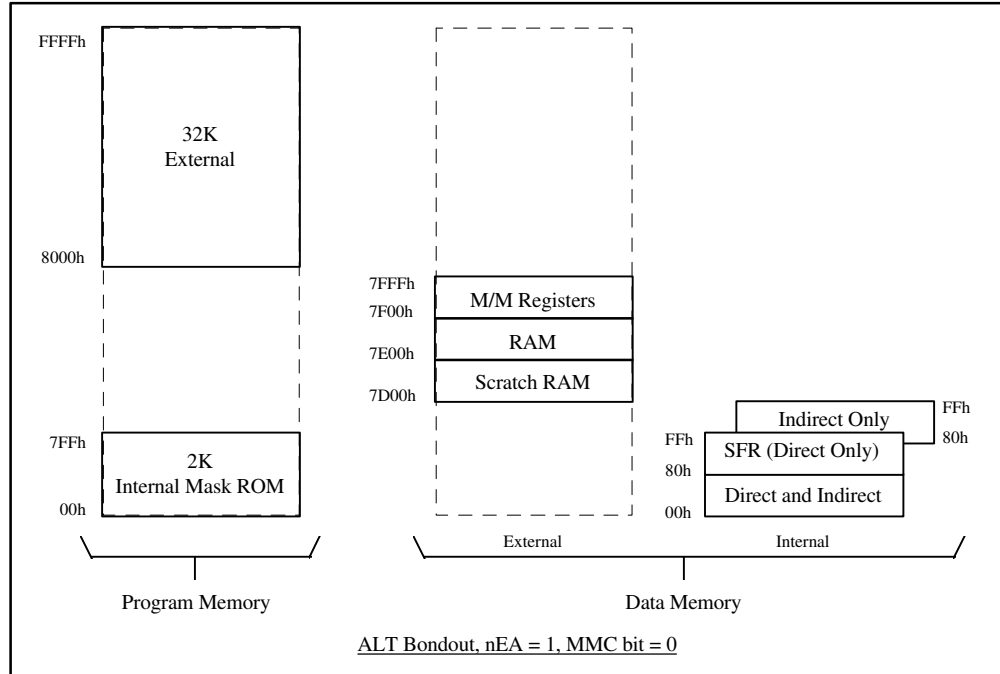 FFFFh
32K
External
8000h
7FFh
2K
Internal Mask ROM
00h
Program Memory
7FFFh
M/M Registers
7F00h
RAM
7E00h
Scratch RAM
7D00h
External
Indirect Only
FFh
80h
FFh
SFR (Direct Only)
80h
Direct and Indirect
00h
Internal
Data Memory
ALT Bondout, nEA = 1, MMC bit = 0